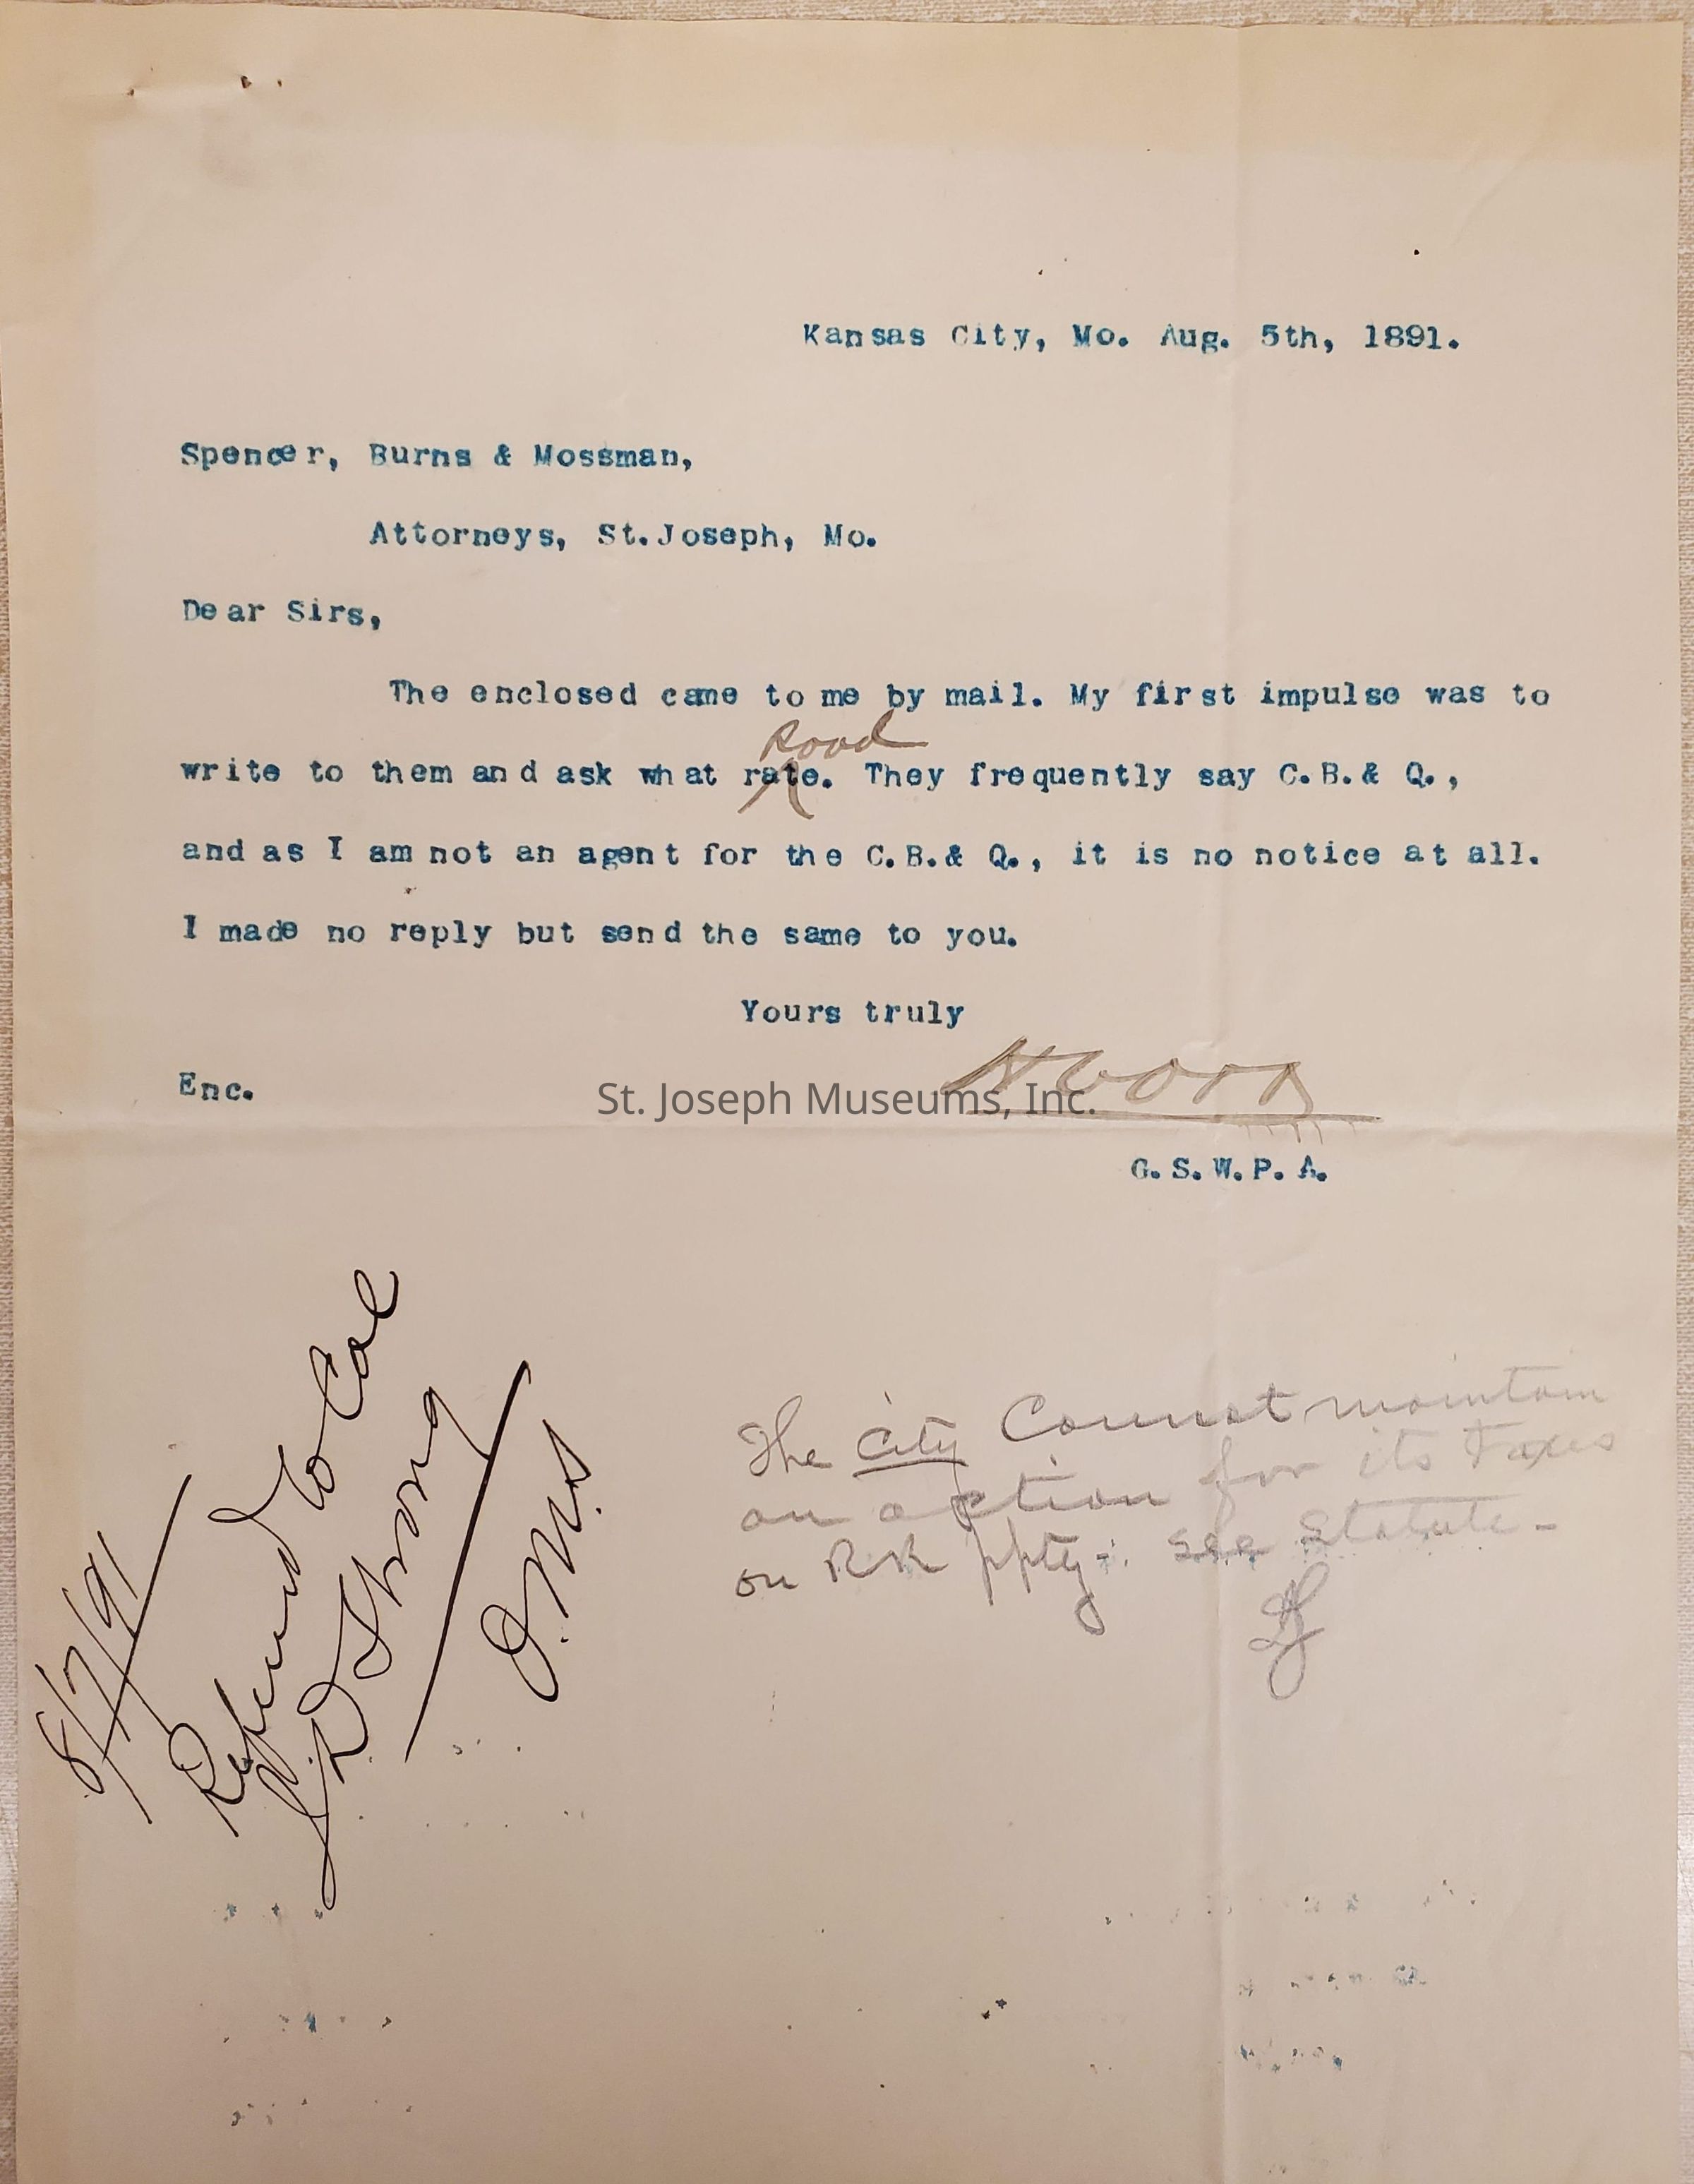 Kansas City, Mo. Aug. 5th, 1891.
Spencer, Burns & Mossman,
Attorneys, St.Joseph, Mo.
Dear Sirs,
The enclosed came to me by mail. My first impulse was to
Road
write to them and ask what rate. They frequently say C.B.& Q.,
and as I am not an agent for the C.B.& Q., it is no notice at all.
I made no reply but send the same to you.
Yours truly
Enc.
St. Joseph Museums, Inc.
G.S.W.P.A.
8/7/91
Referred to Col
Strong
O.M.S
The City Cannot maintain
an action for its Taxes
on RR ppty-: see Statute-